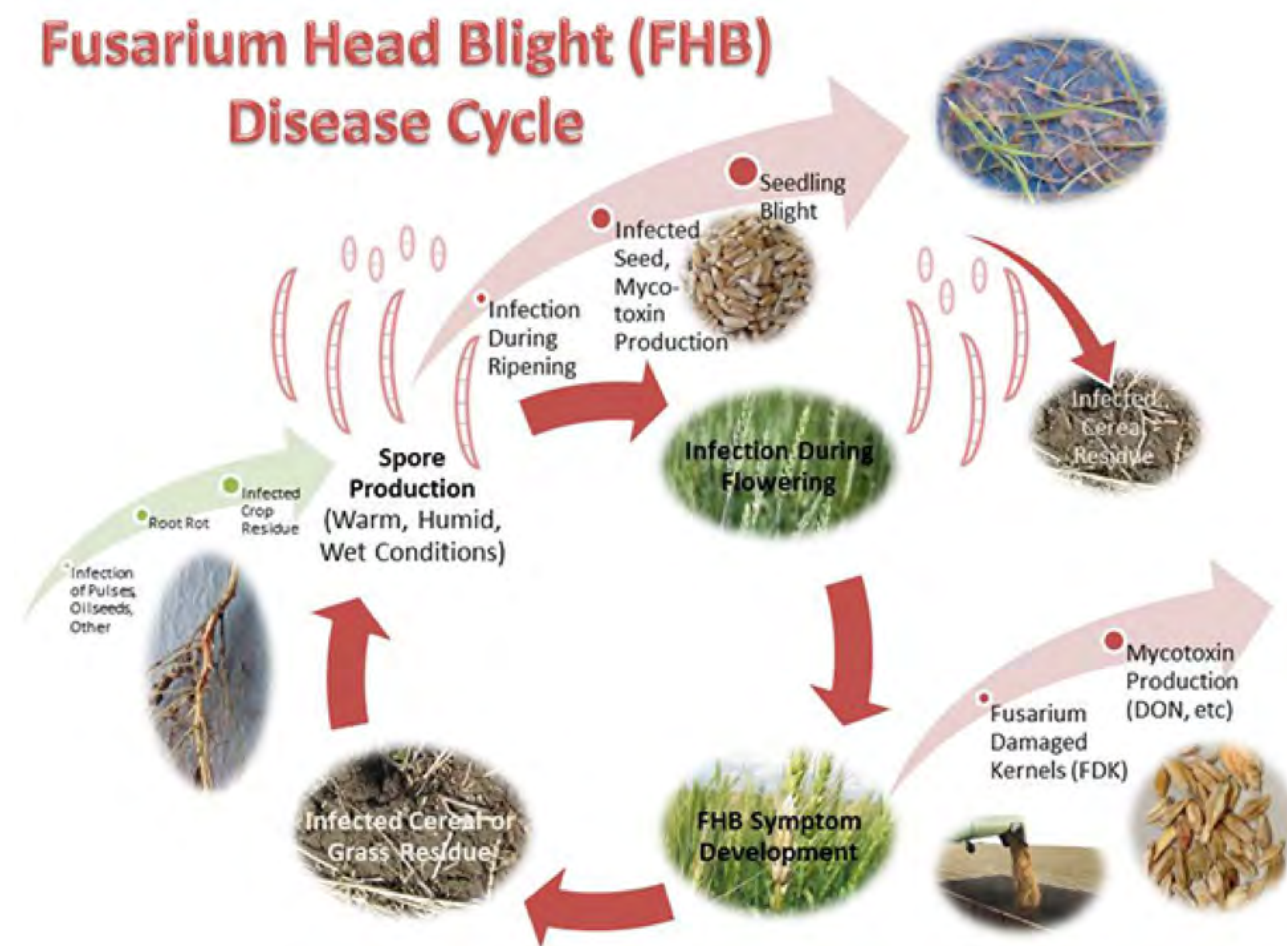 Fusarium Head Blight (FHB)
Disease Cycle
Seedling
Blight
Infected
Seed,
Myco-
toxin
Production
Infection
During
Ripening
Infected
Cereal
Residue
Infection During
Flowering
Spore
Production
(Warm, Humid,
Wet Conditions)
Infected
Crop
Residue
Root Rot
Infection
of Pulses,
Oilseeds,
Other
Mycotoxin
Production
(DON, etc)
Fusarium
Damaged
Kernels (FDK)
FHB Symptom
Development
Infected Cereal or
Grass Residue